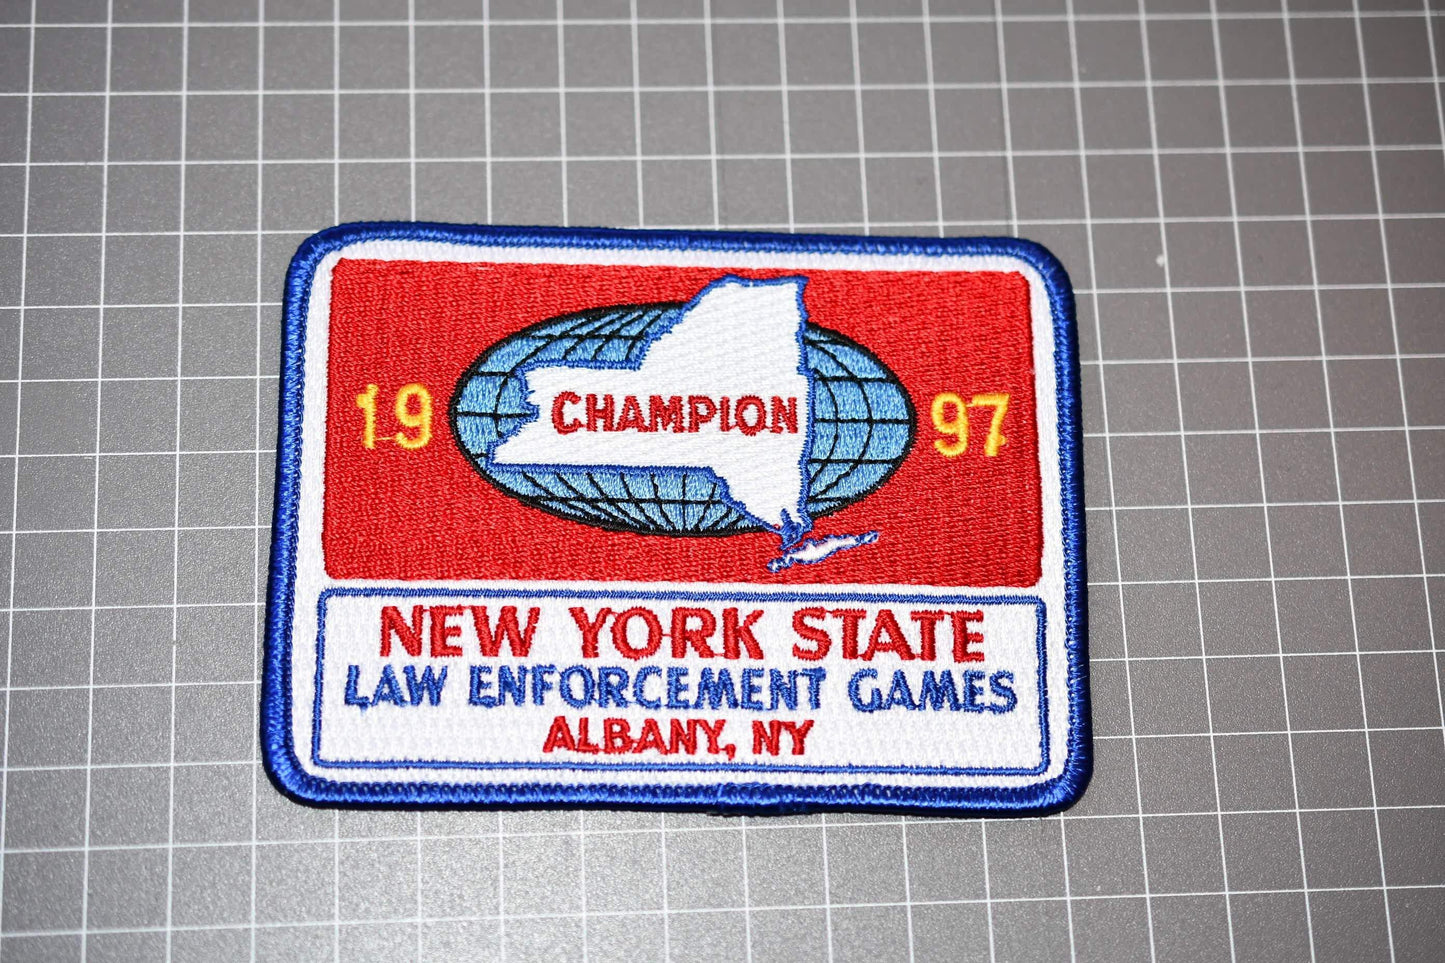 19 CHAMPION 97
NEW YORK STATE
LAW ENFORCEMENT GAMES
ALBANY, NY